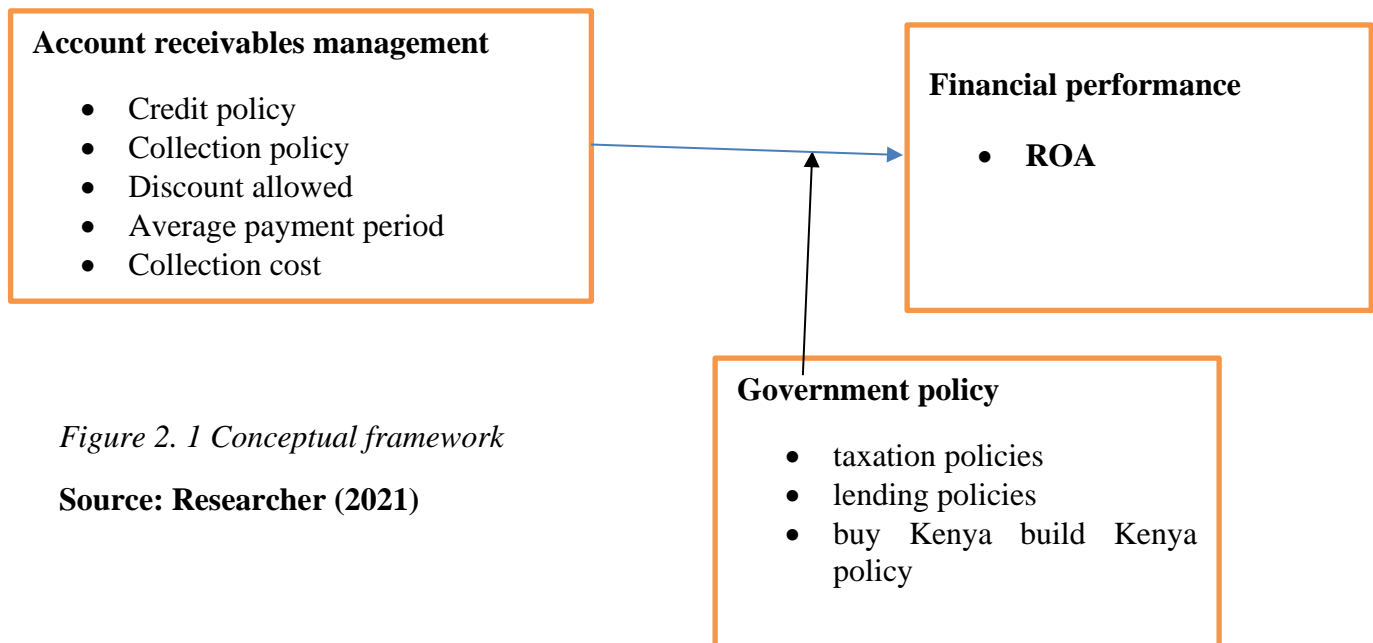 Account receivables management
• Credit policy
• Collection policy
• Discount allowed
• Average payment period
• Collection cost
Financial performance
• ROA
Government policy
• taxation policies
• lending policies
• buy Kenya build Kenya
policy
Figure 2. 1 Conceptual framework
Source: Researcher (2021)